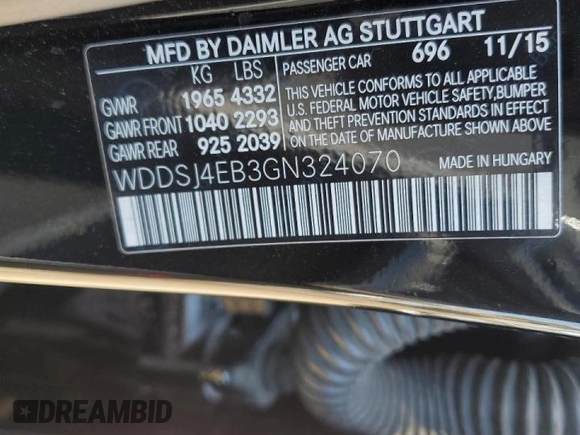 MFD BY DAIMLER AG STUTTGART
KG LBS PASSENGER CAR 696 11/15
GVWR 1965 4332
GAWR FRONT 1040 2293
GAWR REAR 925 2039
THIS VEHICLE CONFORMS TO ALL APPLICABLE
U.S. FEDERAL MOTOR VEHICLE SAFETY, BUMPER
AND THEFT PREVENTION STANDARDS IN EFFECT
ON THE DATE OF MANUFACTURE SHOWN ABOVE.
WDDSJ4EB3GN324070 MADE IN HUNGARY
DREAMBID